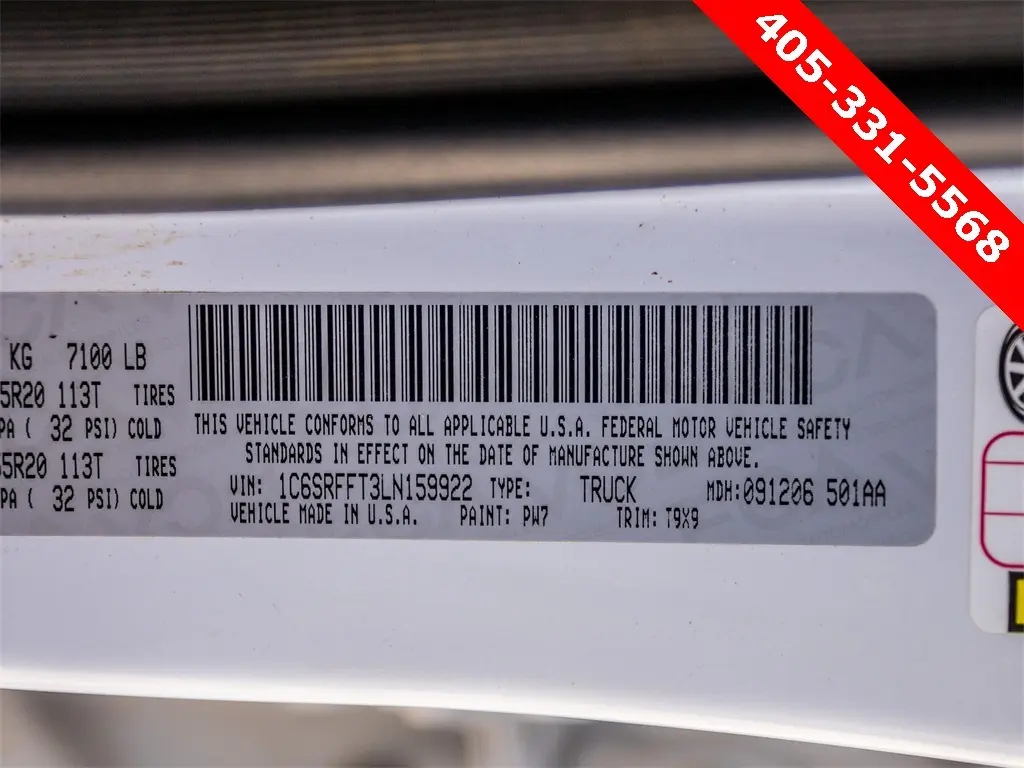 405-331-5568
KG 7100 LB
5R20 113T TIRES
PA ( 32 PSI) COLD
5R20 113T TIRES
PA ( 32 PSI) COLD
THIS VEHICLE CONFORMS TO ALL APPLICABLE U.S.A. FEDERAL MOTOR VEHICLE SAFETY
STANDARDS IN EFFECT ON THE DATE OF MANUFACTURE SHOWN ABOVE.
VIN: 1C6SRFFT3LN159922 TYPE: TRUCK MDH:091206 501AA
VEHICLE MADE IN U.S.A. PAINT: PW7 TRIM: T9X9